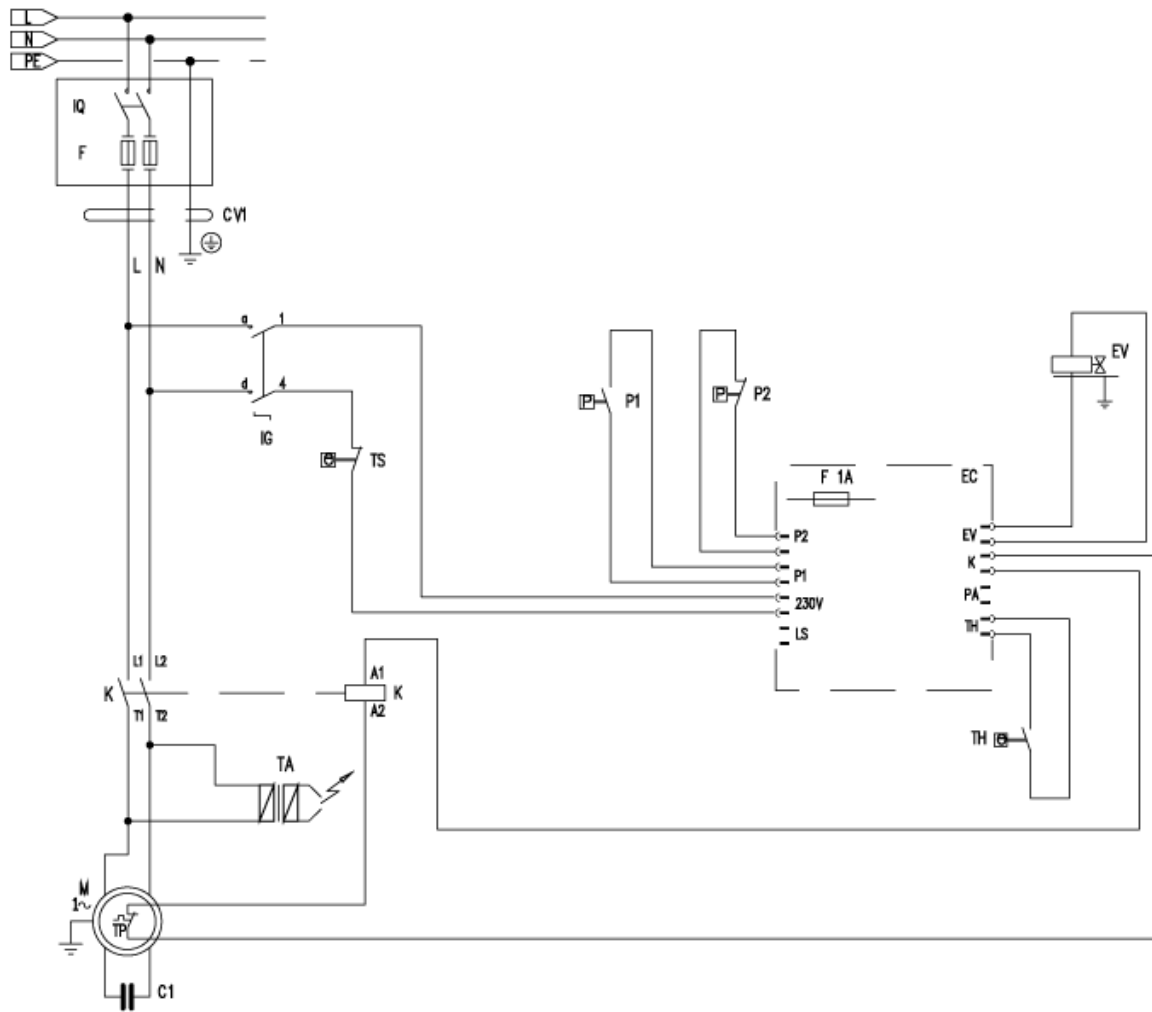 L
N
PE
IQ
F
CV1
L N
a 1
d 4
IG
TS
P P1
P P2
EV
F 1A EC
P2
P1
230V
LS
EV
K
PA
TH
L1 L2
K
T1 T2
A1
K
A2
TH
TA
M
1~
TP
C1